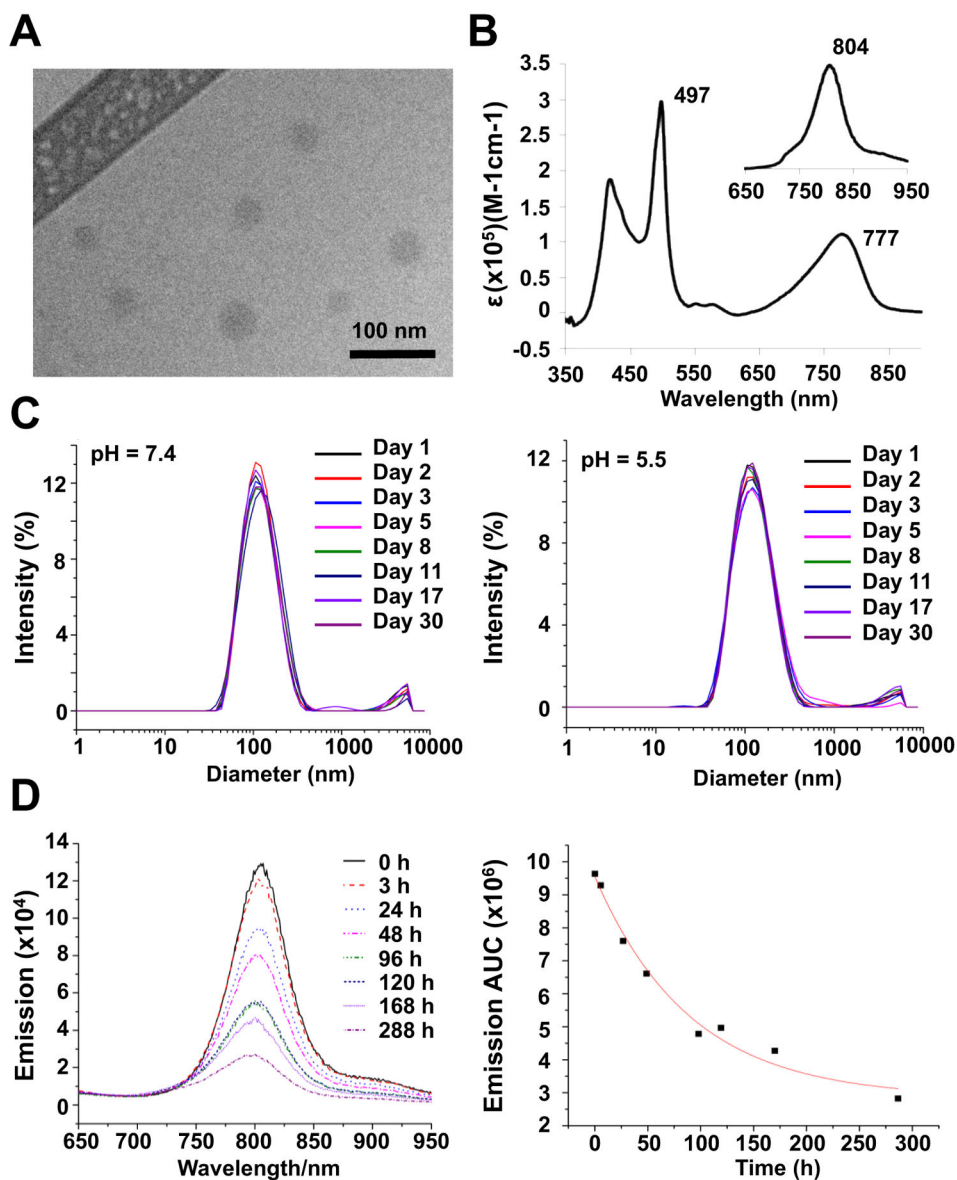 A
100 nm
B
ε(x10⁵)(M-1cm-1)
3.5
3
2.5
2
1.5
1
0.5
0
-0.5
350 450 550 650 750 850
Wavelength (nm)
497
777
804
650 750 850 950
C
pH = 7.4
Intensity (%)
12
8
4
0
1 10 100 1000 10000
Diameter (nm)
Day 1
Day 2
Day 3
Day 5
Day 8
Day 11
Day 17
Day 30
pH = 5.5
Intensity (%)
12
8
4
0
1 10 100 1000 10000
Diameter (nm)
Day 1
Day 2
Day 3
Day 5
Day 8
Day 11
Day 17
Day 30
D
Emission (x10⁴)
14
12
10
8
6
4
2
0
650 700 750 800 850 900 950
Wavelength/nm
0 h
3 h
24 h
48 h
96 h
120 h
168 h
288 h
Emission AUC (x10⁶)
10
9
8
7
6
5
4
3
2
0 50 100 150 200 250 300
Time (h)